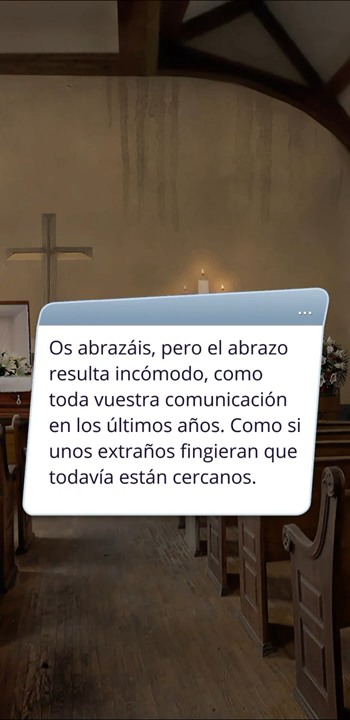 ...
Os abrazáis, pero el abrazo
resulta incómodo, como
toda vuestra comunicación
en los últimos años. Como si
unos extraños fingieran que
todavía están cercanos.